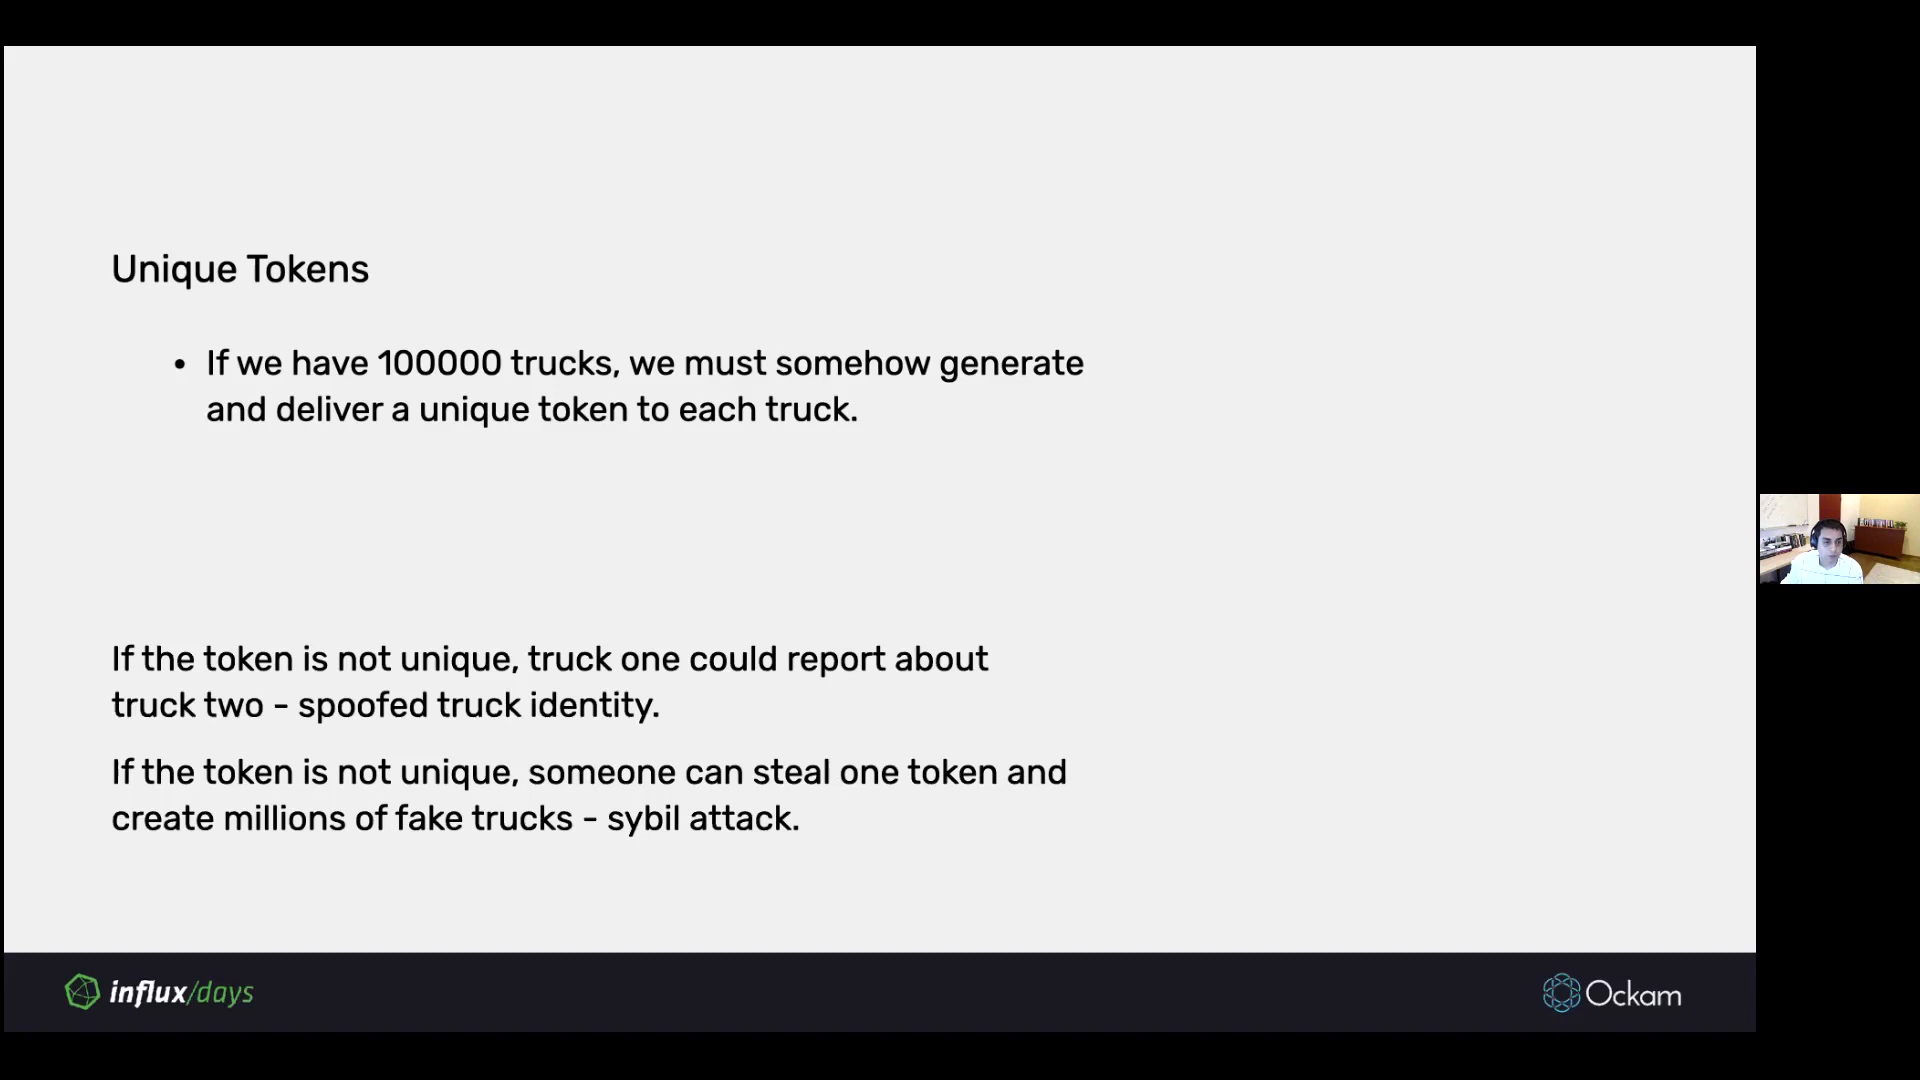 Unique Tokens
• If we have 100000 trucks, we must somehow generate
and deliver a unique token to each truck.
If the token is not unique, truck one could report about
truck two - spoofed truck identity.
If the token is not unique, someone can steal one token and
create millions of fake trucks - sybil attack.
influx/days
Ockam